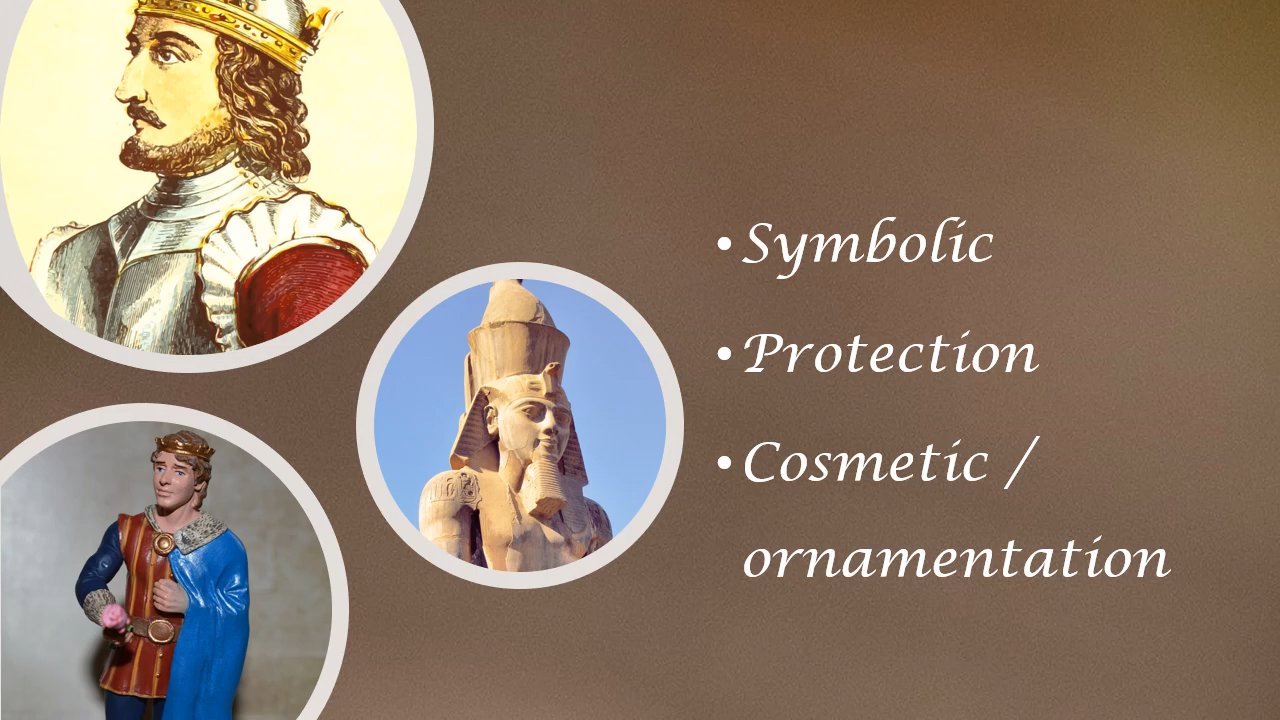 • Symbolic
• Protection
• Cosmetic /
ornamentation